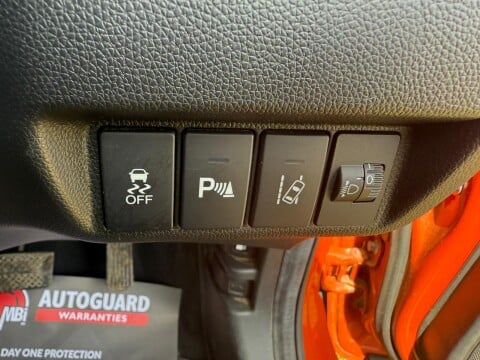 OFF
P
MBi
AUTOGUARD
WARRANTIES
DAY ONE PROTECTION